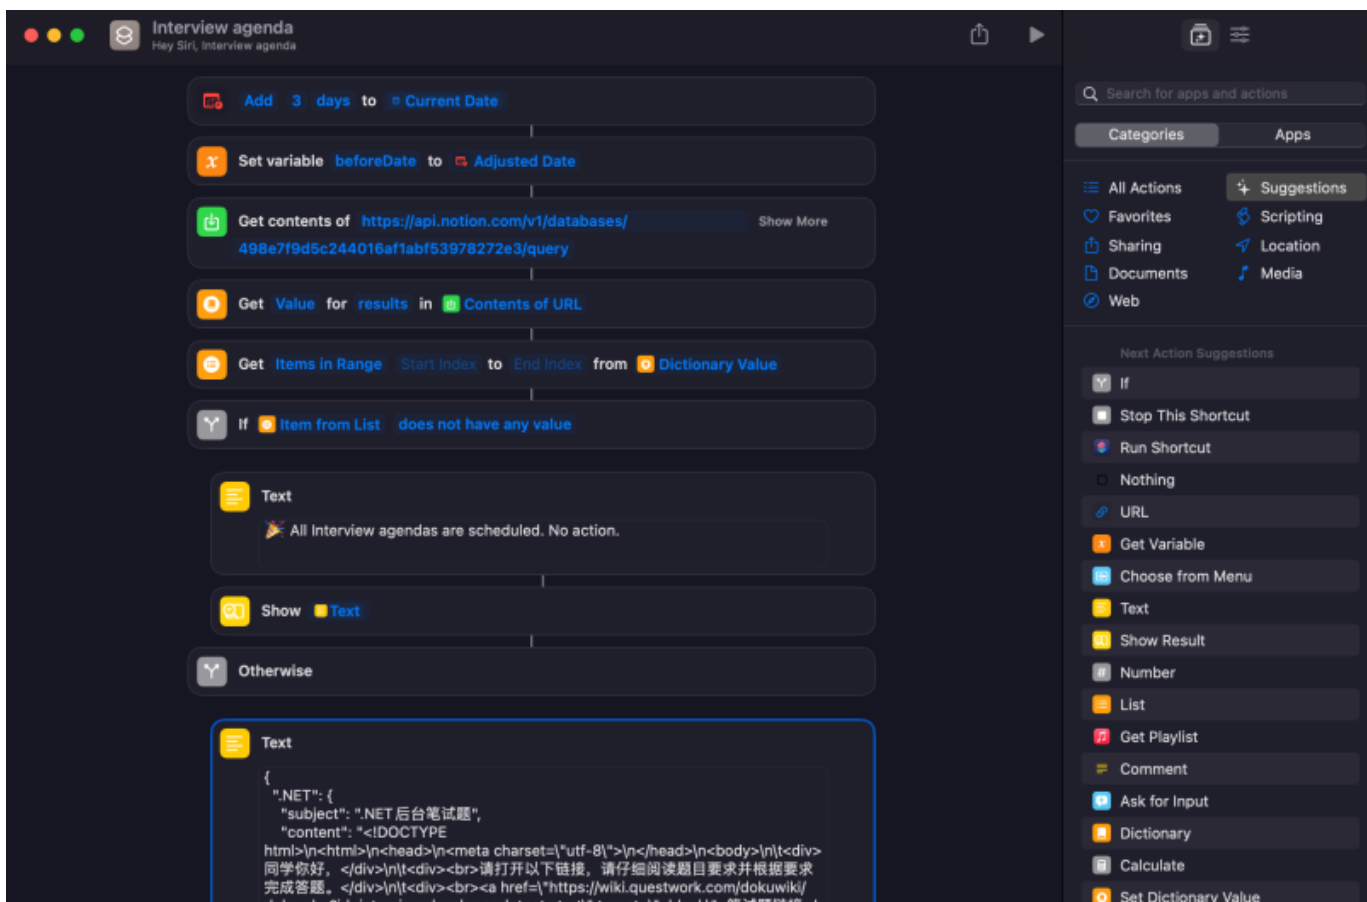 Interview agenda
Hey Siri, Interview agenda
Add 3 days to Current Date
Set variable beforeDate to Adjusted Date
Get contents of https://api.notion.com/v1/databases/ Show More
498e7f9d5c244016af1abf53978272e3/query
Get Value for results in Contents of URL
Get Items in Range Start Index to End Index from Dictionary Value
If Item from List does not have any value
Text
🎉 All Interview agendas are scheduled. No action.
Show Text
Otherwise
Text
{
".NET": {
"subject": ".NET后台笔试题",
"content": "<!DOCTYPE
html>\n<html>\n<head>\n<meta charset=\"utf-8\">\n</head>\n<body>\n\t<div>
同学你好，</div>\n\t<div><br>请打开以下链接，请仔细阅读题目要求并根据要求
完成答题。</div>\n\t<div><br><a href=\"https://wiki.questwork.com/dokuwiki/
Search for apps and actions
Categories Apps
All Actions Suggestions
Favorites Scripting
Sharing Location
Documents Media
Web
Next Action Suggestions
If
Stop This Shortcut
Run Shortcut
Nothing
URL
Get Variable
Choose from Menu
Text
Show Result
Number
List
Get Playlist
Comment
Ask for Input
Dictionary
Calculate
Set Dictionary Value